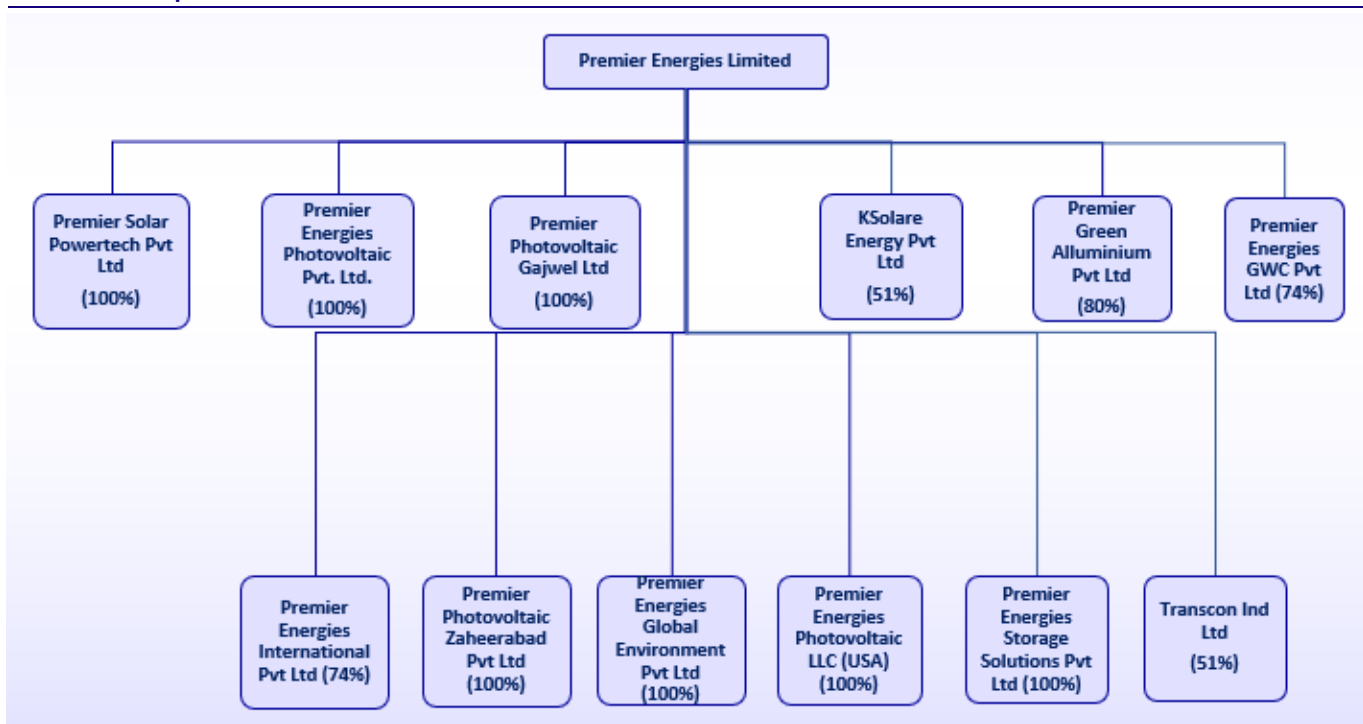 Premier Energies Limited
Premier Solar
Powertech Pvt
Ltd
(100%)
Premier
Energies
Photovoltaic
Pvt. Ltd.
(100%)
Premier
Photovoltaic
Gajwel Ltd
(100%)
KSolare
Energy Pvt
Ltd
(51%)
Premier
Green
Alluminium
Pvt Ltd
(80%)
Premier
Energies
GWC Pvt
Ltd (74%)
Premier
Energies
International
Pvt Ltd (74%)
Premier
Photovoltaic
Zaheerabad
Pvt Ltd
(100%)
Premier
Energies
Global
Environment
Pvt Ltd
(100%)
Premier
Energies
Photovoltaic
LLC (USA)
(100%)
Premier
Energies
Storage
Solutions Pvt
Ltd (100%)
Transcon Ind
Ltd
(51%)